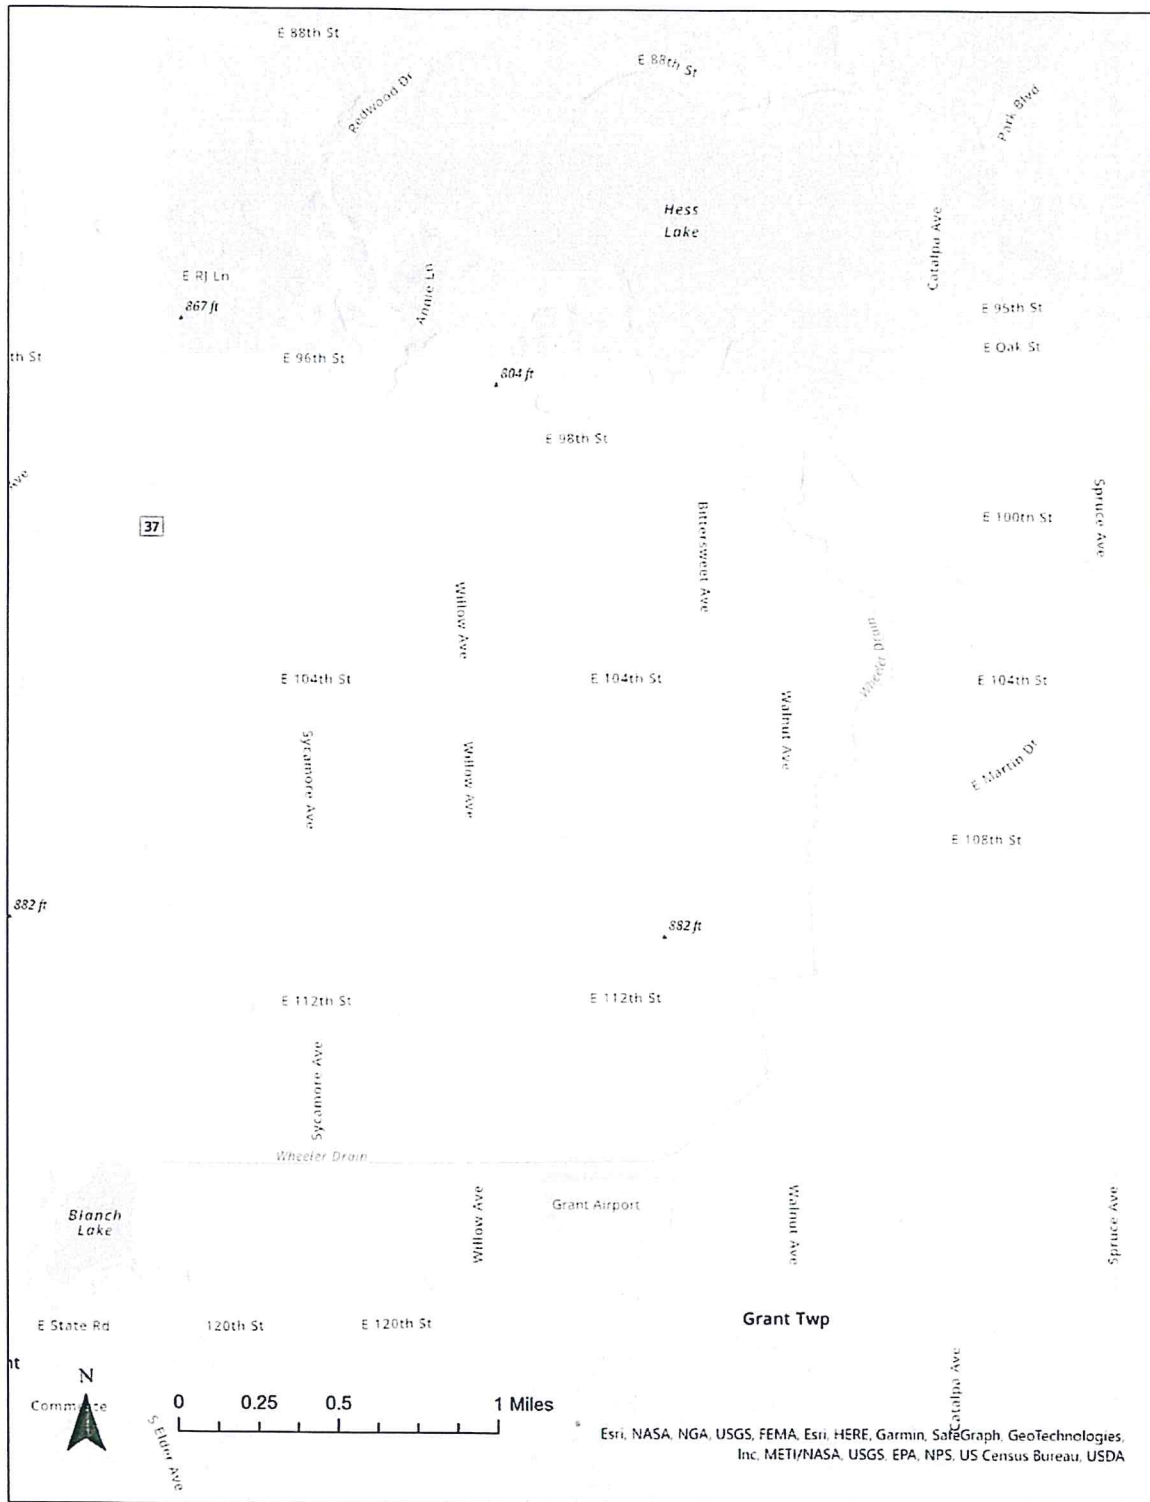 E 88th St
E 88th St
Redwood Dr
Park Blvd
Hess
Lake
Catalpa Ave
E RJ Ln
Annie Ln
867 ft
E 95th St
E Oak St
th St
E 96th St
804 ft
E 98th St
Ave
Spruce Ave
37
Bittersweet Ave
E 100th St
Willow Ave
Wheeler Drain
E 104th St
E 104th St
E 104th St
Walnut Ave
Sycamore Ave
Willow Ave
E Martin Dr
E 108th St
882 ft
882 ft
E 112th St
E 112th St
Sycamore Ave
Wheeler Drain
Blanch
Lake
Willow Ave
Grant Airport
Walnut Ave
Spruce Ave
E State Rd
120th St
E 120th St
Grant Twp
nt
N
Catalpa Ave
0 0.25 0.5 1 Miles
S Elder Ave
Esri, NASA, NGA, USGS, FEMA, Esri, HERE, Garmin, SafeGraph, GeoTechnologies,
Inc, METI/NASA, USGS, EPA, NPS, US Census Bureau, USDA